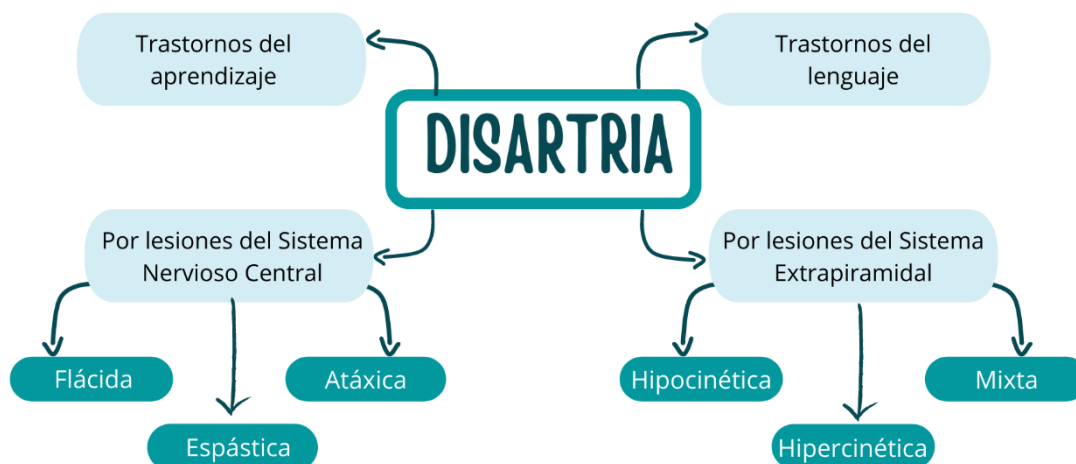 Trastornos del
aprendizaje
Trastornos del
lenguaje
DISARTRIA
Por lesiones del Sistema
Nervioso Central
Por lesiones del Sistema
Extrapiramidal
Flácida
Atáxica
Espástica
Hipocinética
Mixta
Hipercinética